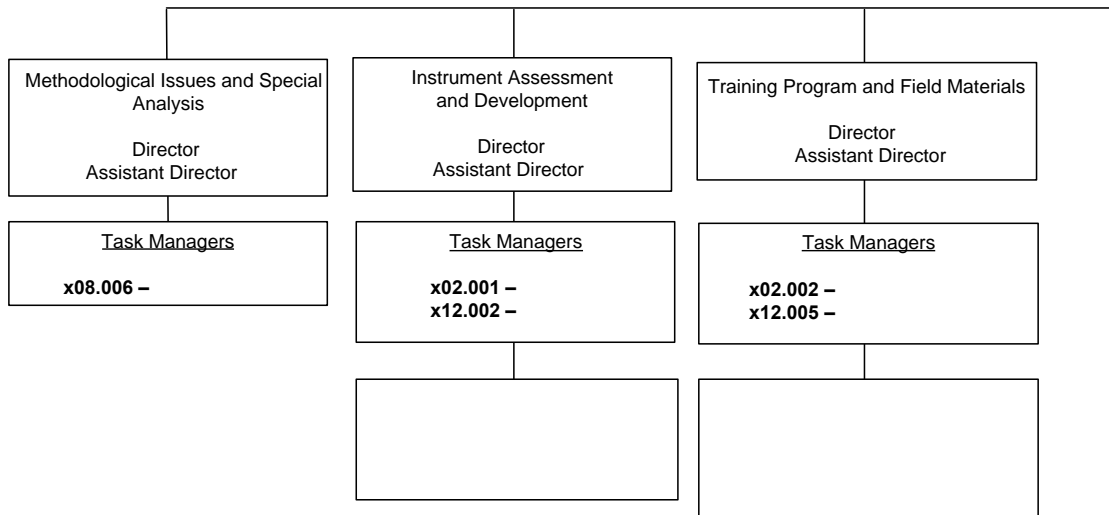 Methodological Issues and Special
Analysis
Director
Assistant Director
Task Managers
x08.006 –
Instrument Assessment
and Development
Director
Assistant Director
Task Managers
x02.001 –
x12.002 –
Training Program and Field Materials
Director
Assistant Director
Task Managers
x02.002 –
x12.005 –